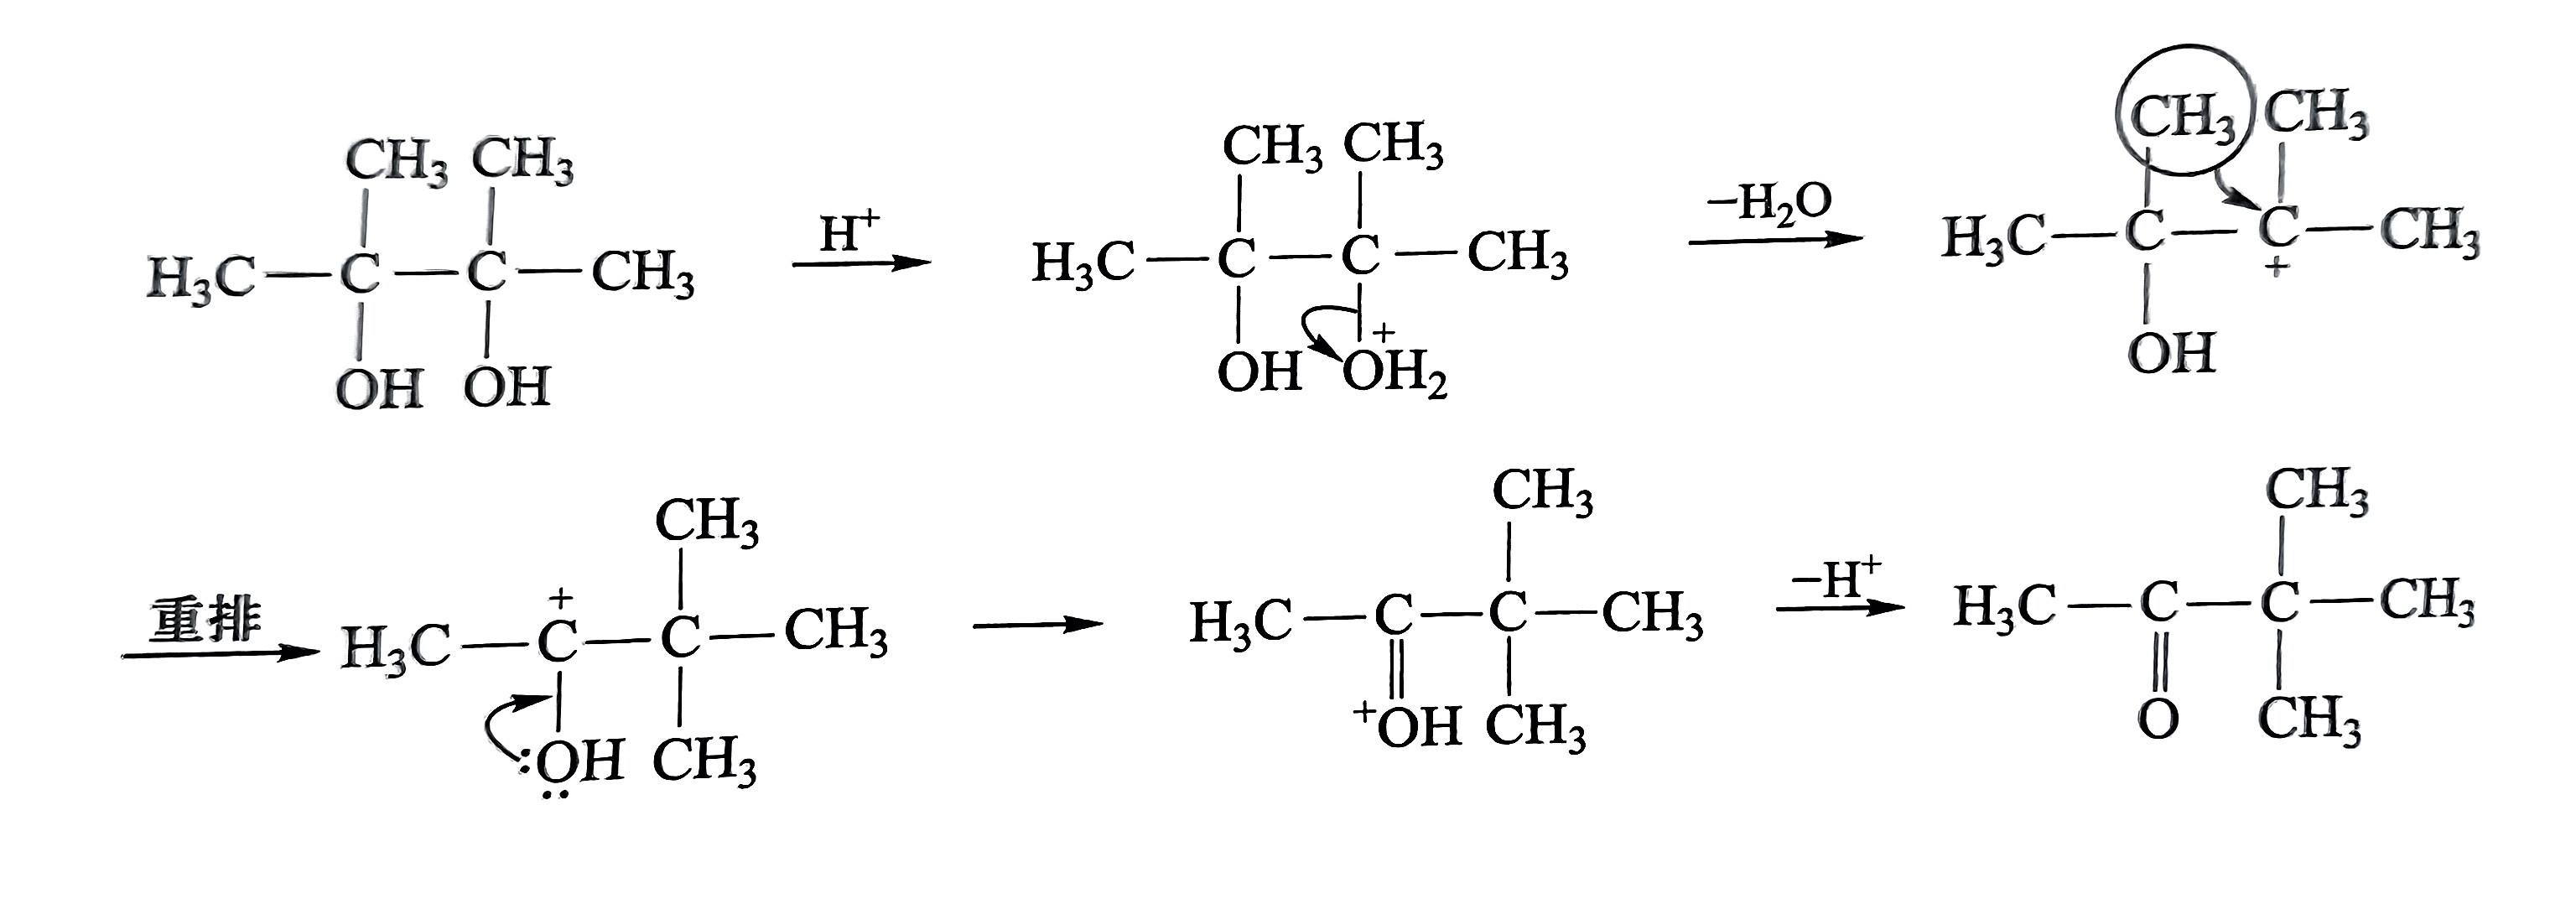 CH₃ CH₃ H₃C—C—C—CH₃ OH OH
H⁺
CH₃ CH₃ H₃C—C—C—CH₃ OH ⁺OH₂
–H₂O
CH₃ CH₃ H₃C—C—C—CH₃ + OH
重排
CH₃ + H₃C—C—C—CH₃ :OH CH₃
CH₃ H₃C—C—C—CH₃ ⁺OH CH₃
–H⁺
CH₃ H₃C—C—C—CH₃ O CH₃